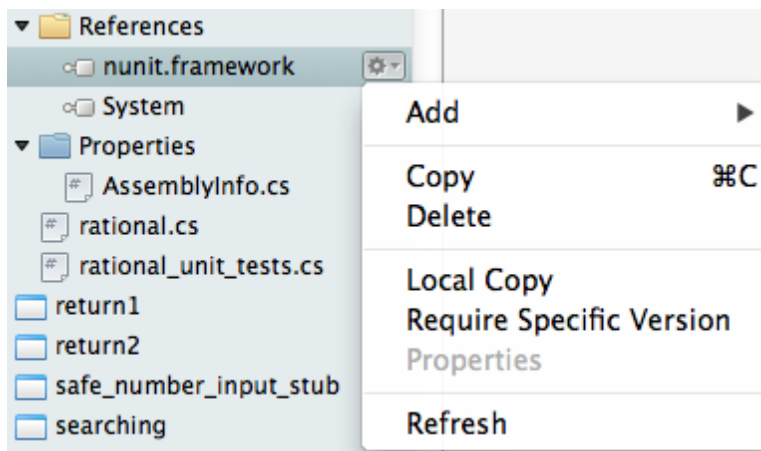 References
nunit.framework
System
Properties
AssemblyInfo.cs
rational.cs
rational_unit_tests.cs
return1
return2
safe_number_input_stub
searching
Add
Copy ⌘C
Delete
Local Copy
Require Specific Version
Properties
Refresh